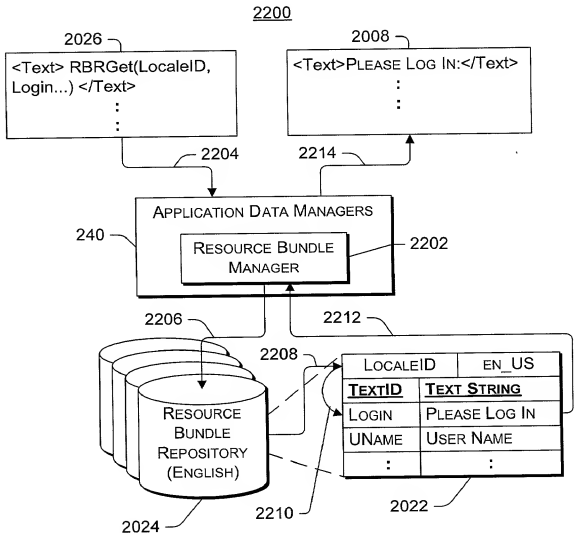 2200
2026
2008
<Text> RBRGet(LocaleID,
Login...) </Text>
<Text>PLEASE LOG IN:</Text>
2204
2214
APPLICATION DATA MANAGERS
240
RESOURCE BUNDLE
MANAGER
2202
2206
2212
2208
LOCALEID
EN_US
TEXTID
TEXT STRING
LOGIN
PLEASE LOG IN
UNAME
USER NAME
RESOURCE
BUNDLE
REPOSITORY
(ENGLISH)
2024
2210
2022